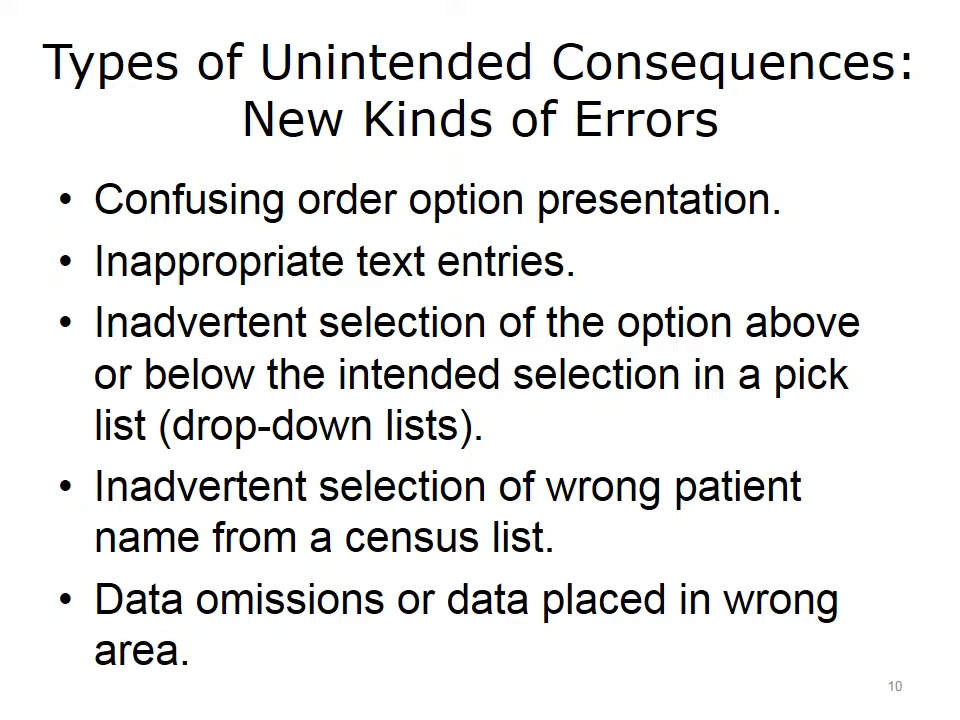 Types of Unintended Consequences:
New Kinds of Errors
• Confusing order option presentation.
• Inappropriate text entries.
• Inadvertent selection of the option above
or below the intended selection in a pick
list (drop-down lists).
• Inadvertent selection of wrong patient
name from a census list.
• Data omissions or data placed in wrong
area.
10